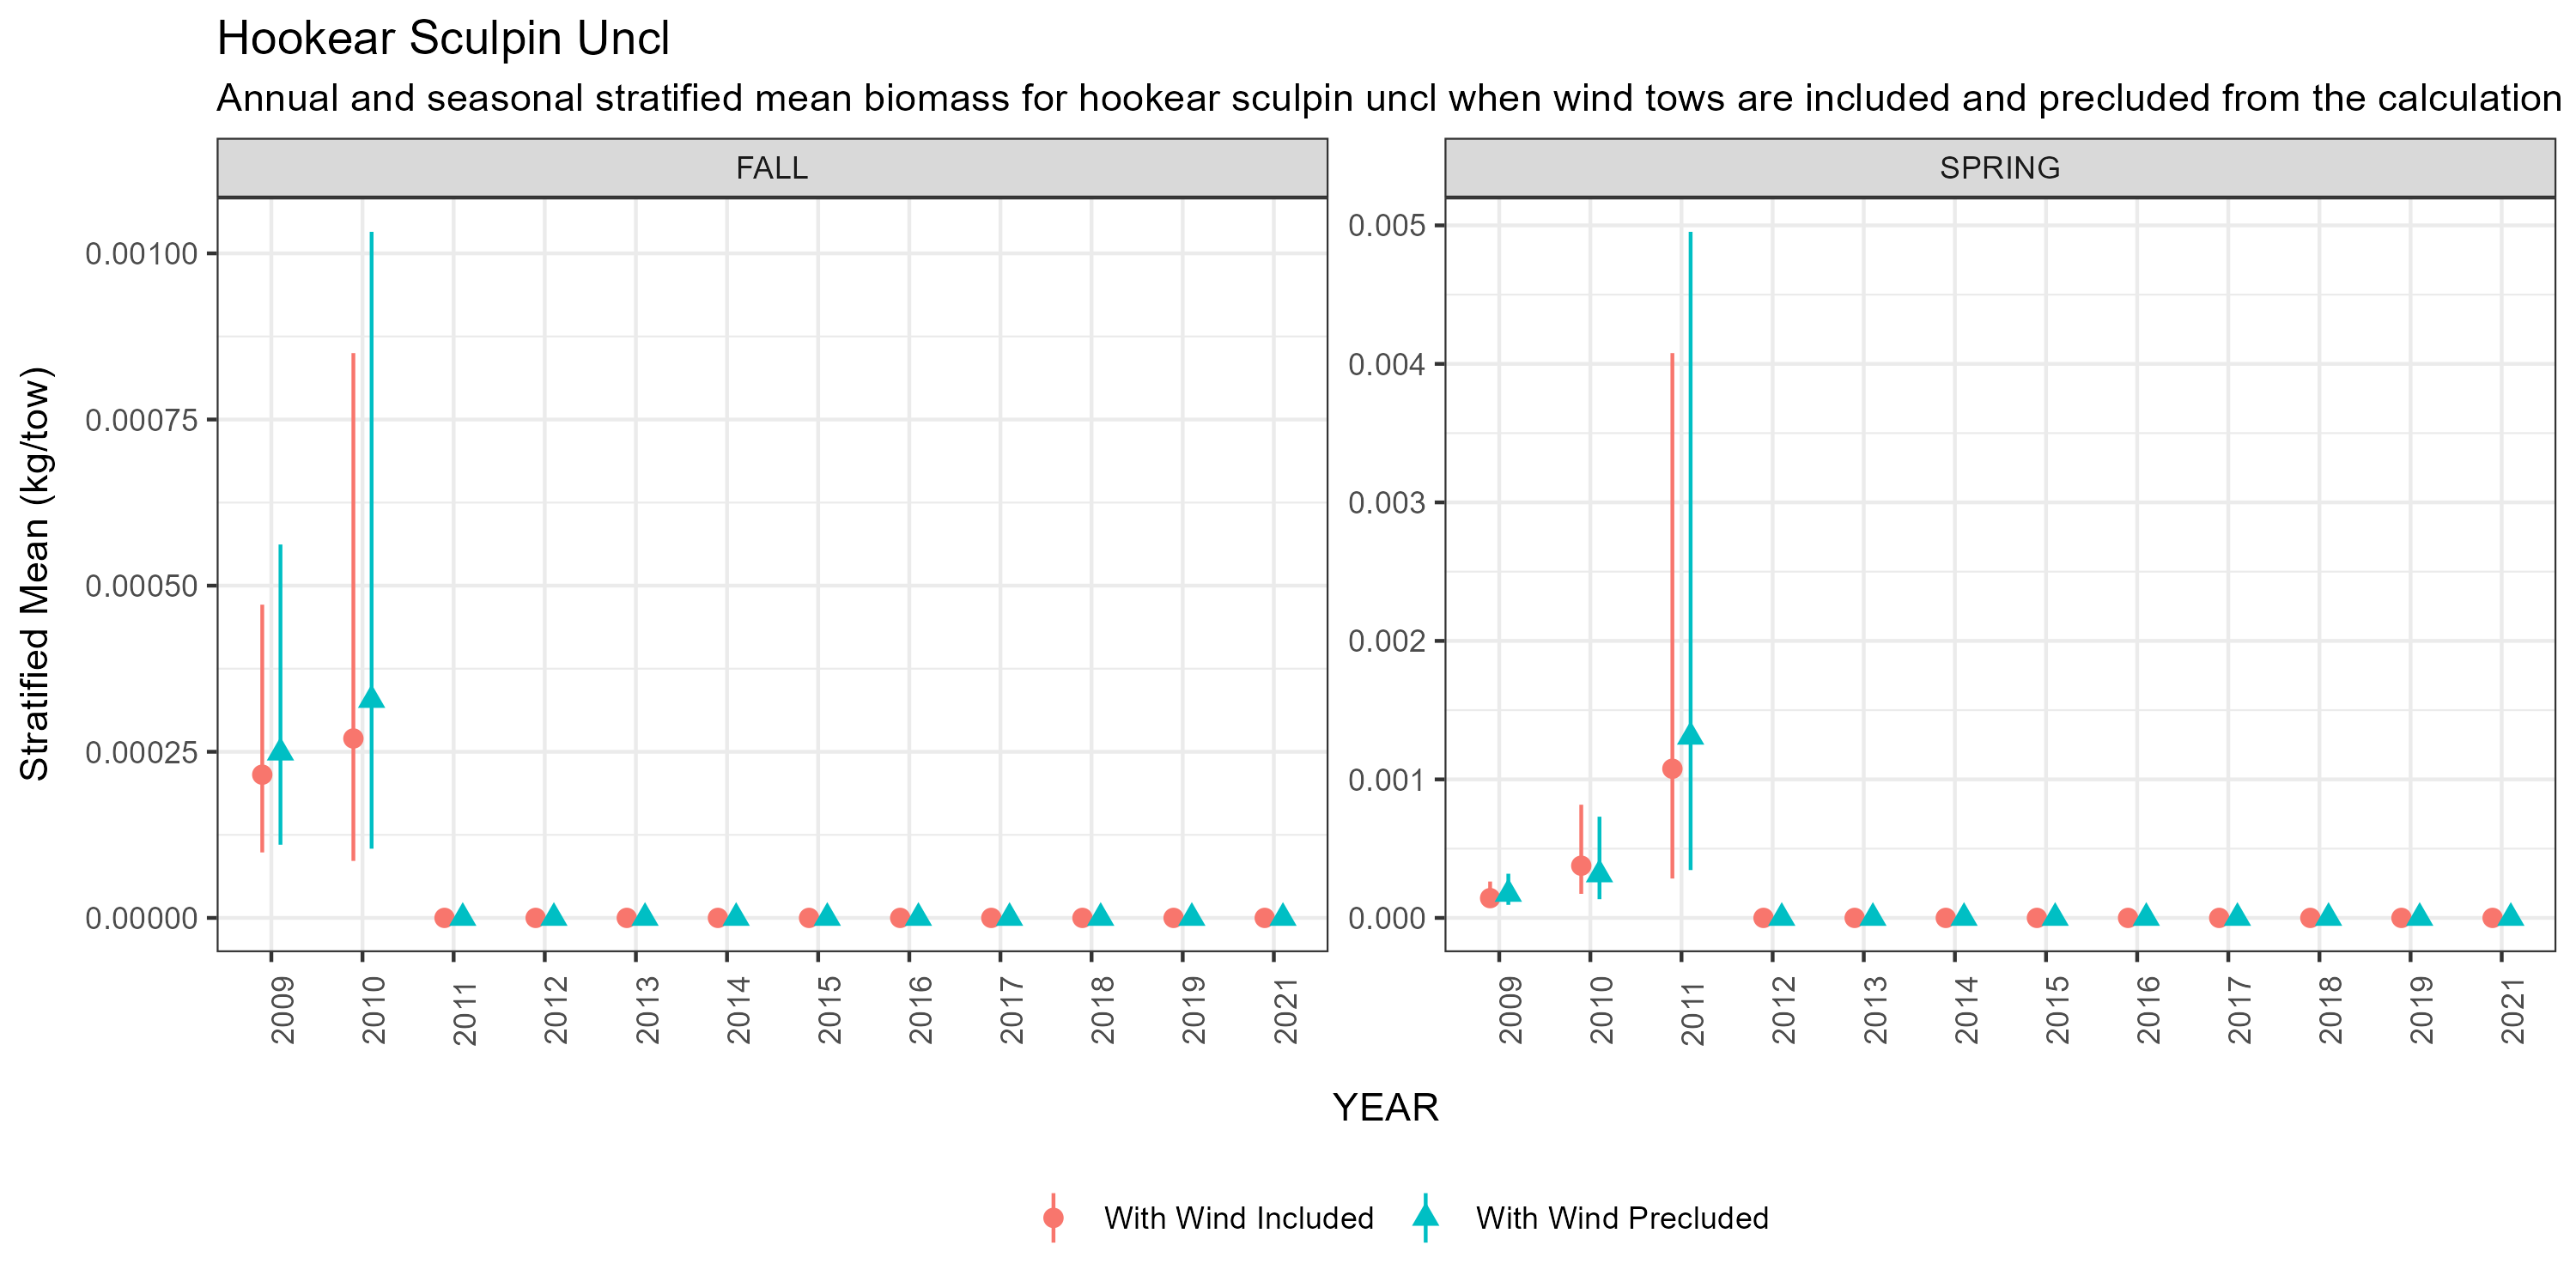 Hookear Sculpin Uncl
Annual and seasonal stratified mean biomass for hookear sculpin uncl when wind tows are included and precluded from the calculation
FALL
SPRING
Stratified Mean (kg/tow)
0.00100
0.00075
0.00050
0.00025
0.00000
0.005
0.004
0.003
0.002
0.001
0.000
2009 2010 2011 2012 2013 2014 2015 2016 2017 2018 2019 2021
2009 2010 2011 2012 2013 2014 2015 2016 2017 2018 2019 2021
YEAR
With Wind Included
With Wind Precluded